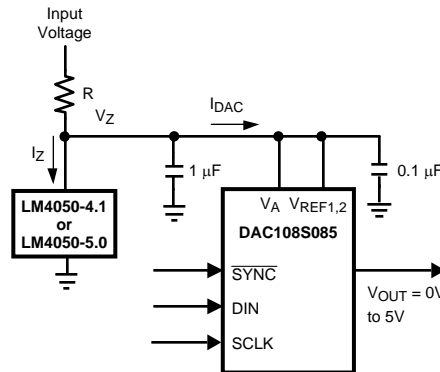 Input
Voltage
R
V_Z
I_DAC
I_Z
1 µF
0.1 µF
LM4050-4.1
or
LM4050-5.0
V_A V_REF1,2
DAC108S085
SYNC
DIN
SCLK
V_OUT = 0V
to 5V